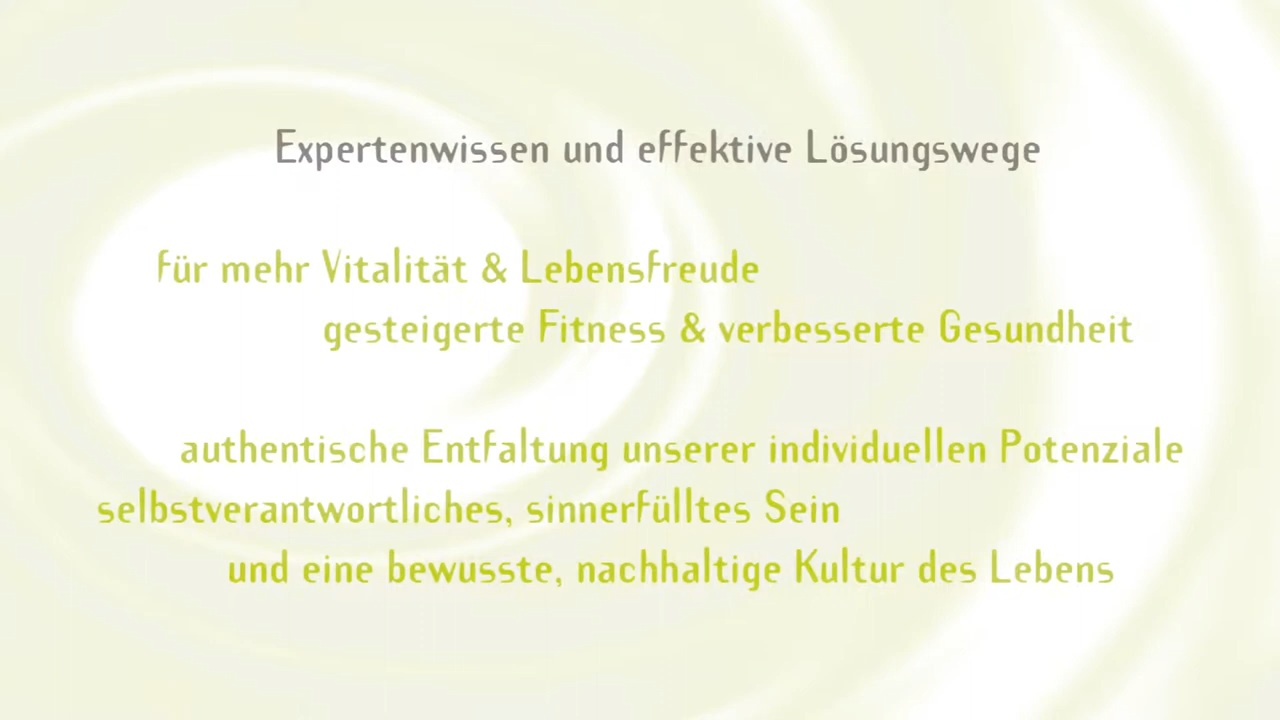 Expertenwissen und effektive Lösungswege
für mehr Vitalität & Lebensfreude
gesteigerte Fitness & verbesserte Gesundheit
authentische Entfaltung unserer individuellen Potenziale
selbstverantwortliches, sinnerfülltes Sein
und eine bewusste, nachhaltige Kultur des Lebens